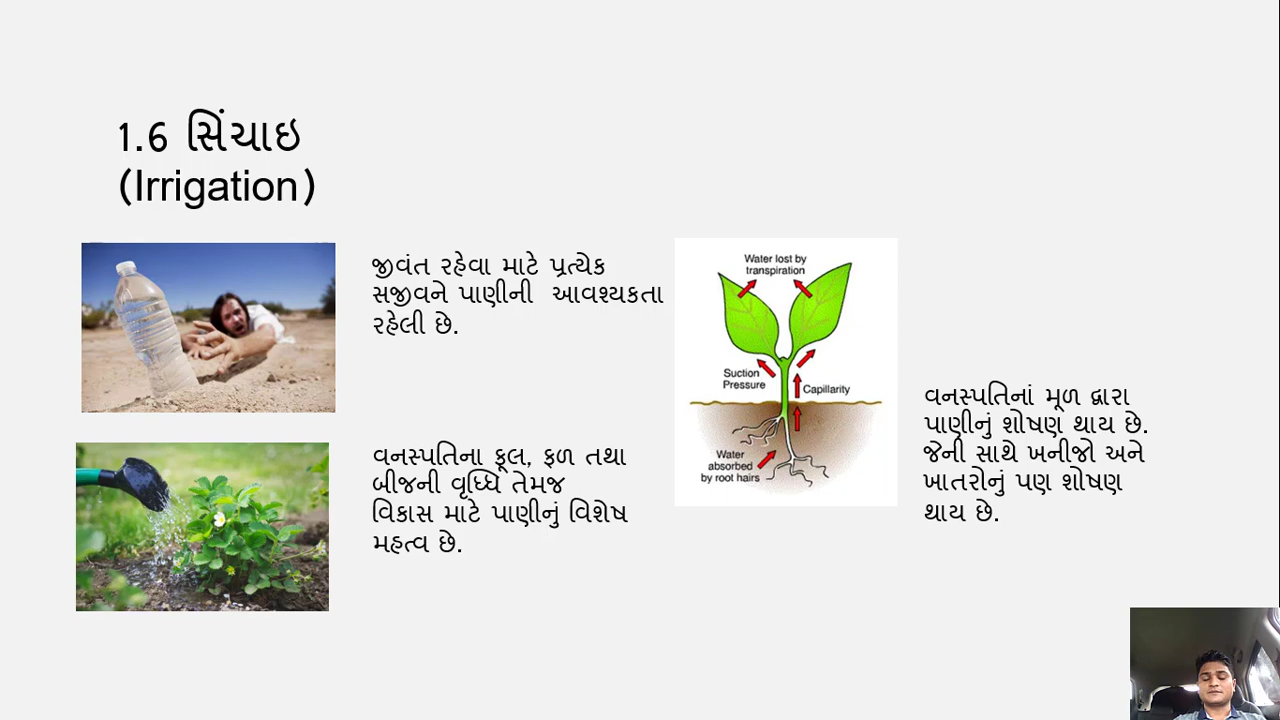 1.6 સિંચાઇ
(Irrigation)
જીવંત રહેવા માટે પ્રત્યેક
સજીવને પાણીની આવશ્યકતા
રહેલી છે.
વનસ્પતિના ફૂલ, ફળ તથા
બીજની વૃધ્ધિ તેમજ
વિકાસ માટે પાણીનું વિશેષ
મહત્વ છે.
Water lost by
transpiration
Suction
Pressure
Capillarity
Water
absorbed
by root hairs
વનસ્પતિનાં મૂળ દ્વારા
પાણીનું શોષણ થાય છે.
જેની સાથે ખનીજો અને
ખાતરોનું પણ શોષણ
થાય છે.